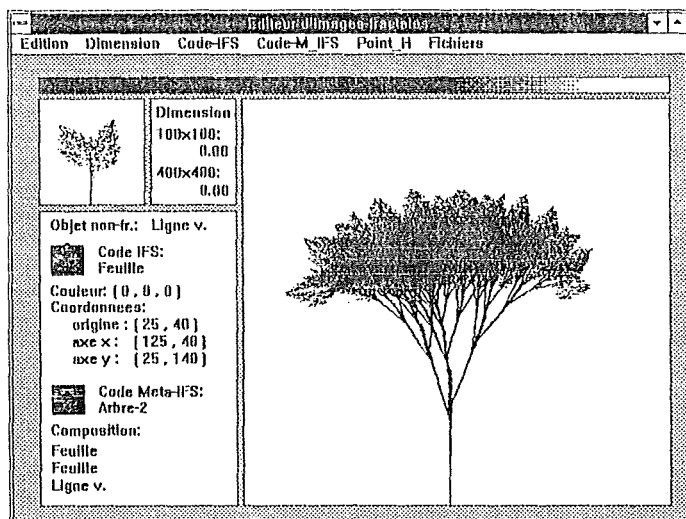 Editeur d'Images Fractales
Edition Dimension Code-IFS Code-M_IFS Point_H Fichiers
Dimension
100x100:
0.00
400x400:
0.00
Objet non-fr.: Ligne v.
Code IFS:
Feuille
Couleur: (0, 0, 0)
Coordonnees:
origine : (25, 40)
axe x : (125, 40)
axe y : (25, 140)
Code Meta-IFS:
Arbre-2
Composition:
Feuille
Feuille
Ligne v.